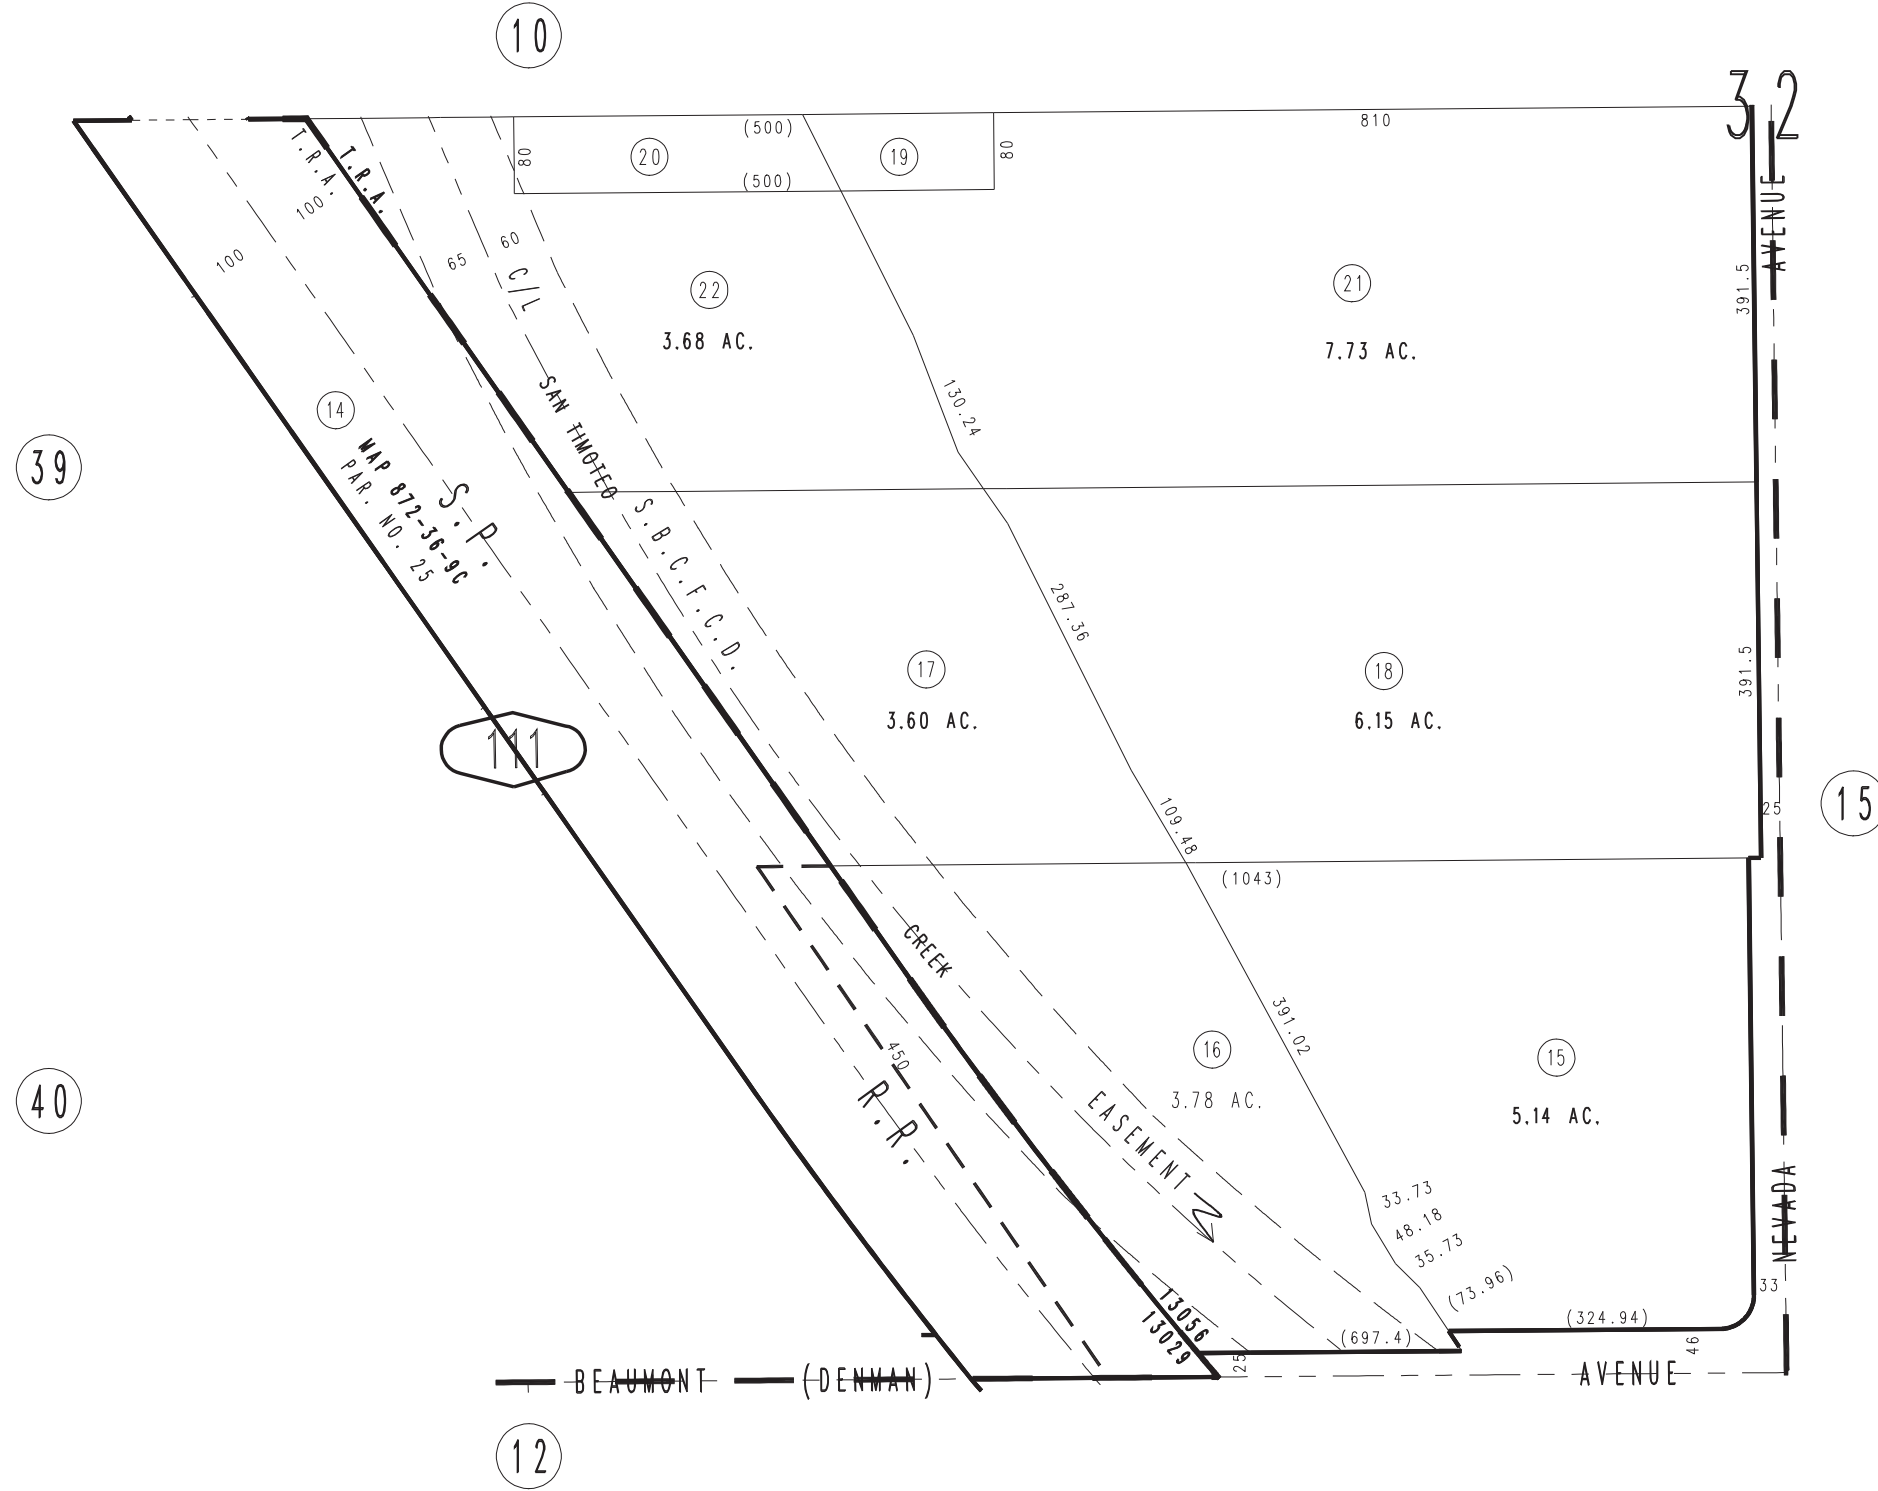 10
3 2
810
(500)
80
20
19
80
(500)
T.R.A.
T.R.A.
100
100
65
60
C/L
AVENUE
391.5
22
3.68 AC.
21
7.73 AC.
130.24
14
MAP 872-36-9C
PAR. NO. 25
39
S. P.
SAN TIMOTEO
S.B.C.F.C.D.
287.36
391.5
17
3.60 AC.
18
6.15 AC.
111
109.48
25
15
(1043)
CREEK
391.02
450
R.R.
16
3.78 AC.
15
5.14 AC.
40
EASEMENT
33.73
48.18
35.73
(73.96)
NEVADA
33
13056
13029
(697.4)
(324.94)
25
46
BEAUMONT (DENMAN) AVENUE
12